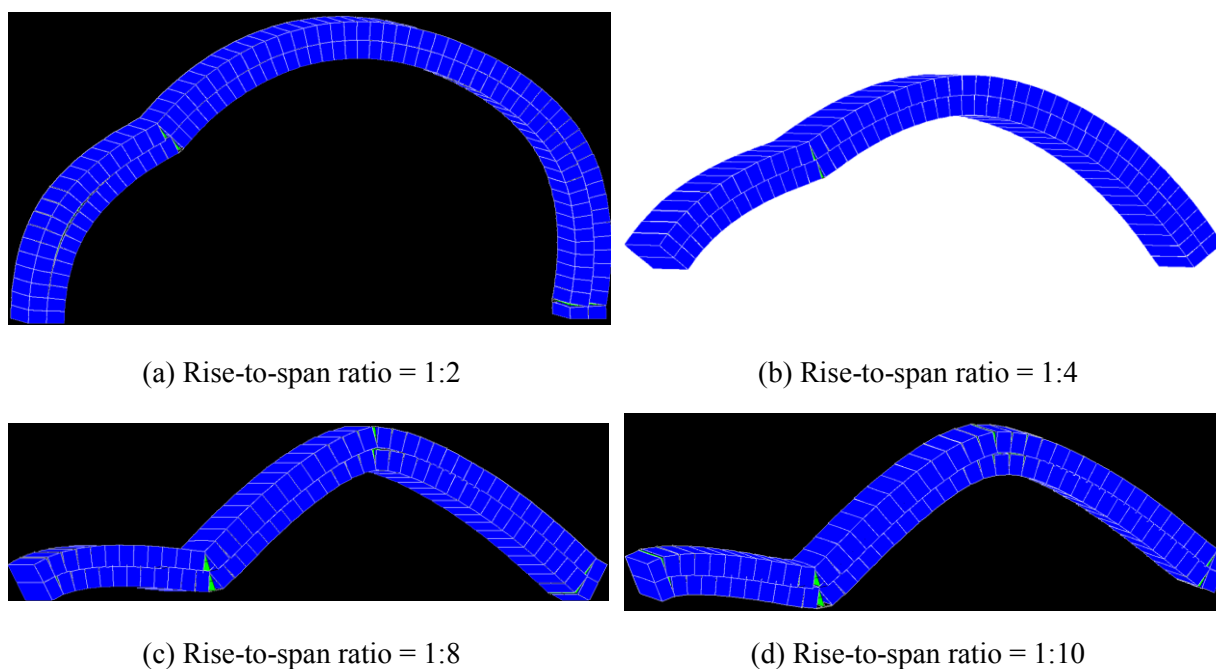 (a) Rise-to-span ratio = 1:2
(b) Rise-to-span ratio = 1:4
(c) Rise-to-span ratio = 1:8
(d) Rise-to-span ratio = 1:10